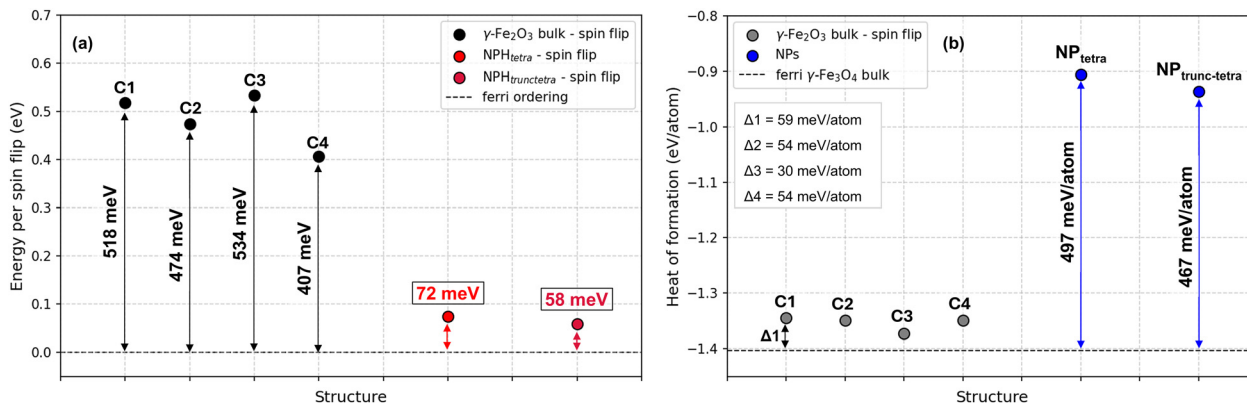 (a)
γ-Fe2O3 bulk - spin flip
NPHtetra - spin flip
NPHtrunctetra - spin flip
ferri ordering
Energy per spin flip (eV)
0.7
0.6
0.5
0.4
0.3
0.2
0.1
0.0
C1
C2
C3
C4
518 meV
474 meV
534 meV
407 meV
72 meV
58 meV
Structure
(b)
γ-Fe2O3 bulk - spin flip
NPs
ferri γ-Fe3O4 bulk
Δ1 = 59 meV/atom
Δ2 = 54 meV/atom
Δ3 = 30 meV/atom
Δ4 = 54 meV/atom
Heat of formation (eV/atom)
−0.8
−0.9
−1.0
−1.1
−1.2
−1.3
−1.4
NPtetra
NPtrunc-tetra
497 meV/atom
467 meV/atom
C1
C2
C3
C4
Δ1
Structure